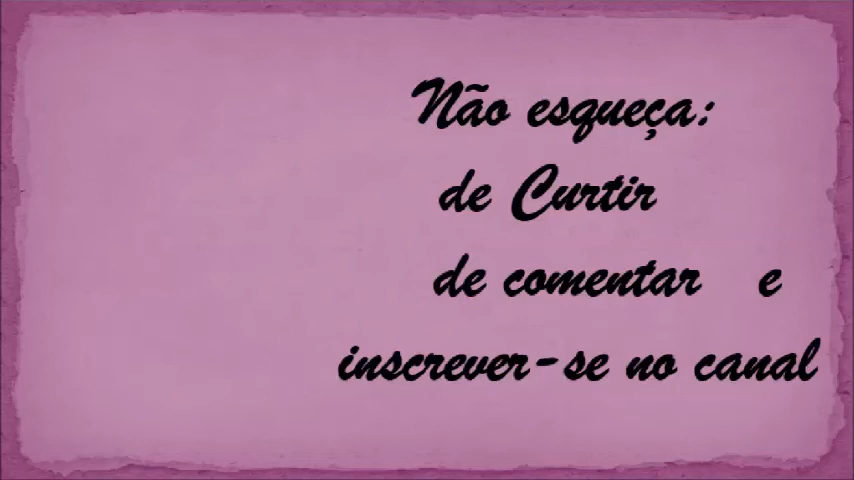 Não esqueça:
de Curtir
de comentar e
inscrever-se no canal